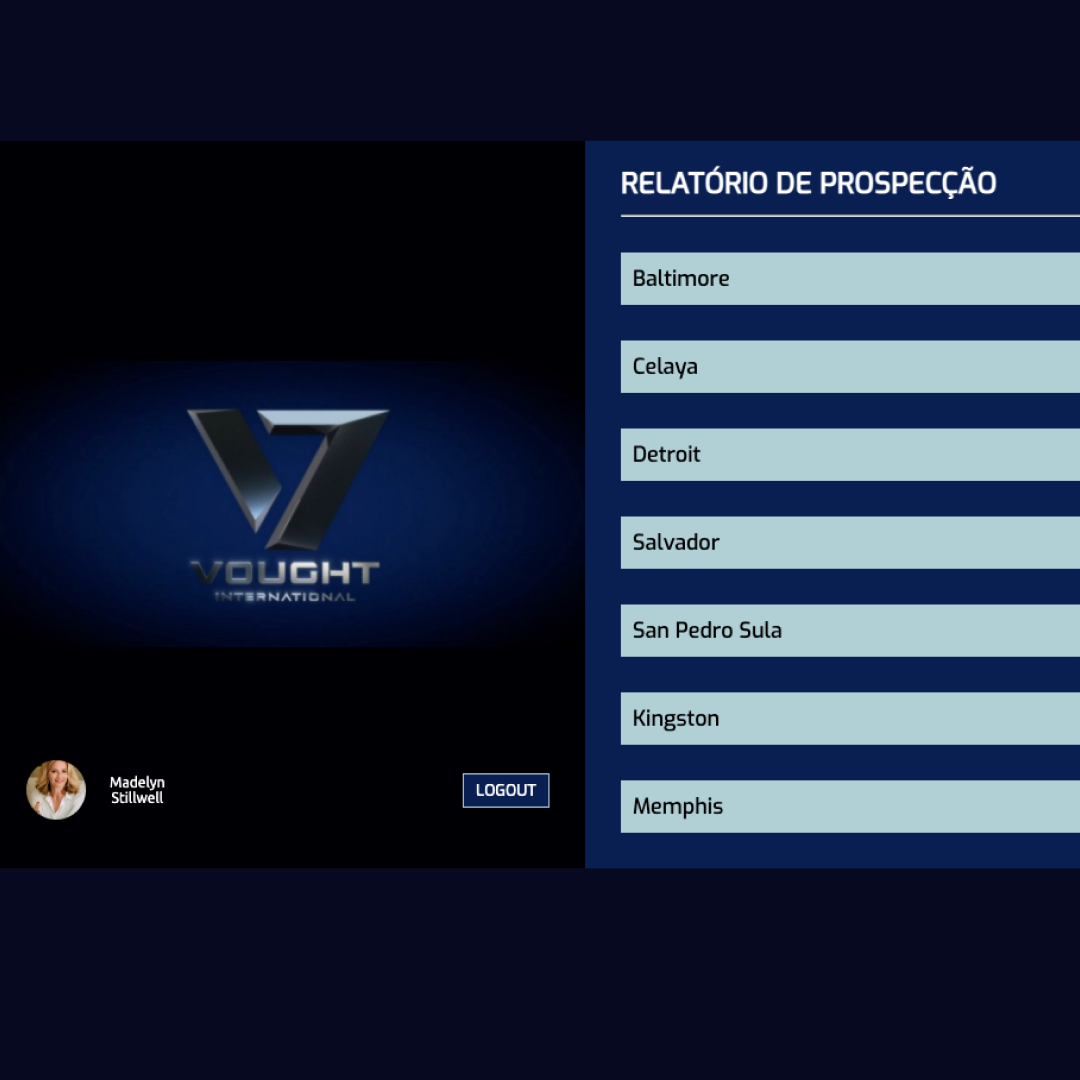 VOUGHT
INTERNATIONAL
Madelyn
Stillwell
LOGOUT
RELATÓRIO DE PROSPECÇÃO
Baltimore
Celaya
Detroit
Salvador
San Pedro Sula
Kingston
Memphis